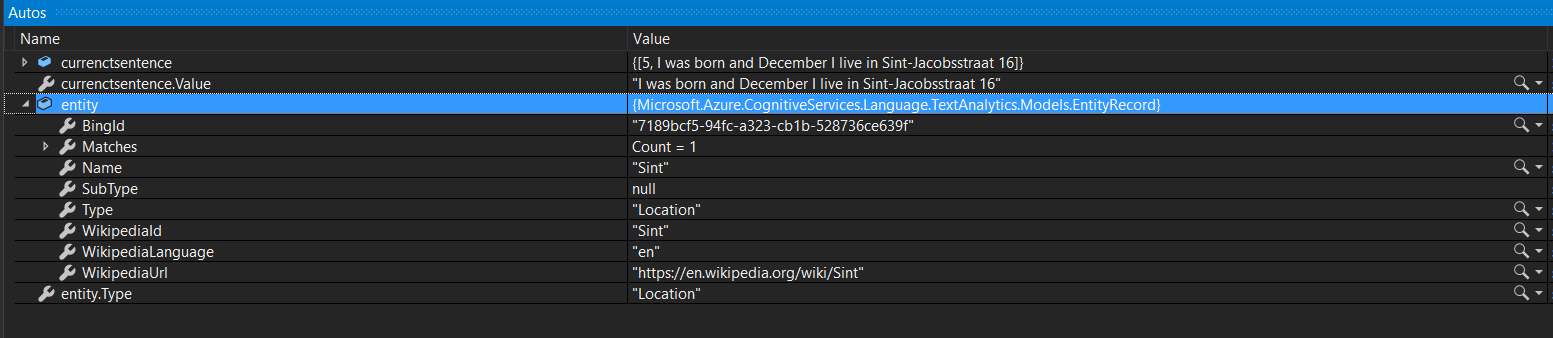 Autos
Name Value
currenctsentence {[5, I was born and December I live in Sint-Jacobsstraat 16]}
currenctsentence.Value "I was born and December I live in Sint-Jacobsstraat 16"
entity {Microsoft.Azure.CognitiveServices.Language.TextAnalytics.Models.EntityRecord}
BingId "7189bcf5-94fc-a323-cb1b-528736ce639f"
Matches Count = 1
Name "Sint"
SubType null
Type "Location"
WikipediaId "Sint"
WikipediaLanguage "en"
WikipediaUrl "https://en.wikipedia.org/wiki/Sint"
entity.Type "Location"